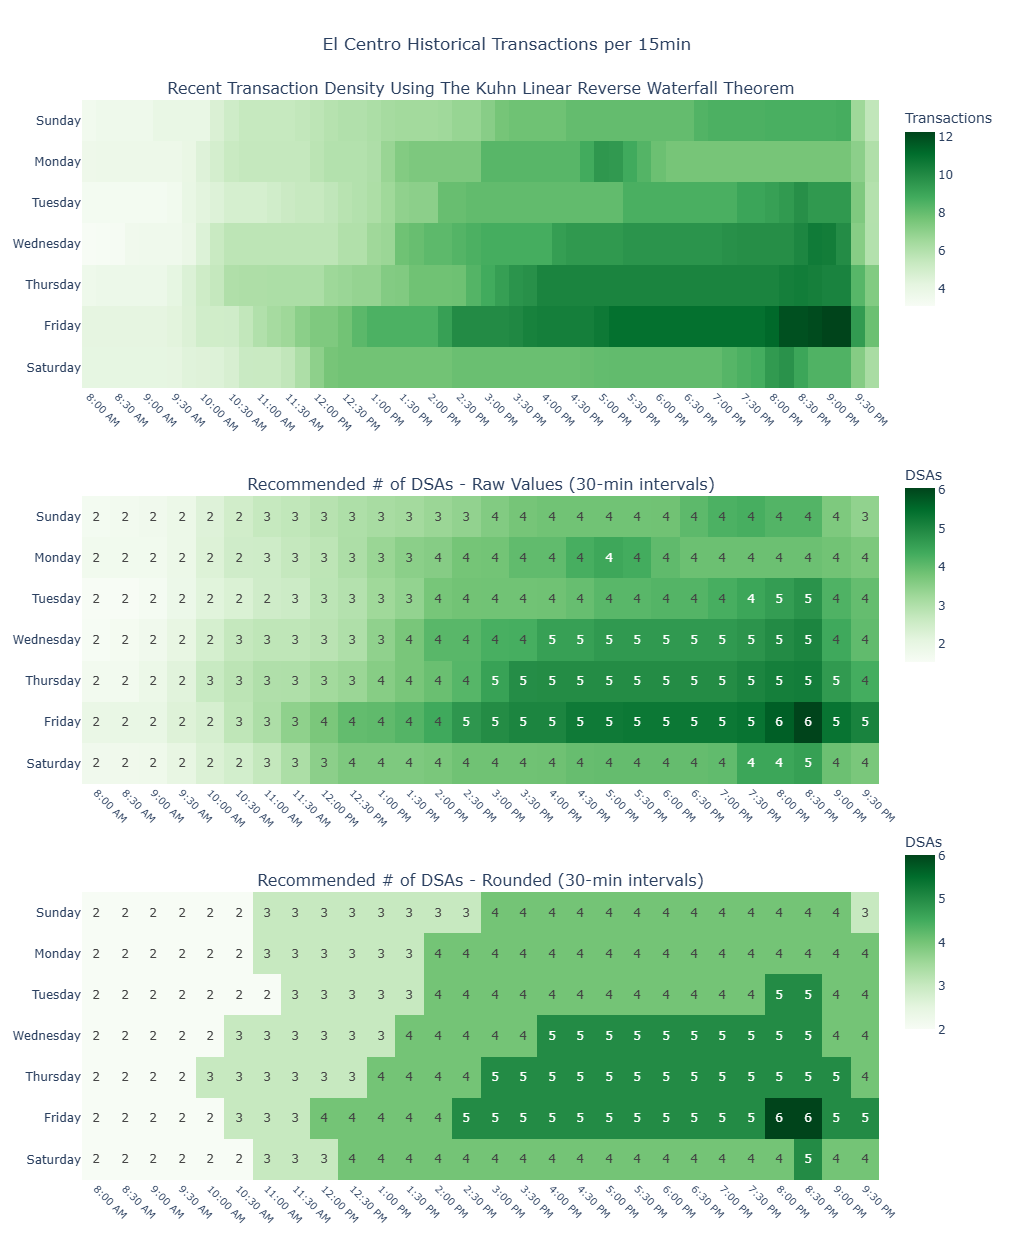 El Centro Historical Transactions per 15min
Recent Transaction Density Using The Kuhn Linear Reverse Waterfall Theorem
Sunday
Monday
Tuesday
Wednesday
Thursday
Friday
Saturday
8:00 AM 8:30 AM 9:00 AM 9:30 AM 10:00 AM 10:30 AM 11:00 AM 11:30 AM 12:00 PM 12:30 PM 1:00 PM 1:30 PM 2:00 PM 2:30 PM 3:00 PM 3:30 PM 4:00 PM 4:30 PM 5:00 PM 5:30 PM 6:00 PM 6:30 PM 7:00 PM 7:30 PM 8:00 PM 8:30 PM 9:00 PM 9:30 PM
Transactions
12
10
8
6
4
Recommended # of DSAs - Raw Values (30-min intervals)
Sunday 2 2 2 2 2 2 3 3 3 3 3 3 3 3 4 4 4 4 4 4 4 4 4 4 4 4 4 3
Monday 2 2 2 2 2 2 3 3 3 3 3 3 4 4 4 4 4 4 4 4 4 4 4 4 4 4 4 4
Tuesday 2 2 2 2 2 2 2 3 3 3 3 3 4 4 4 4 4 4 4 4 4 4 4 4 5 5 4 4
Wednesday 2 2 2 2 2 3 3 3 3 3 3 4 4 4 4 4 5 5 5 5 5 5 5 5 5 5 4 4
Thursday 2 2 2 2 3 3 3 3 3 3 4 4 4 4 5 5 5 5 5 5 5 5 5 5 5 5 5 4
Friday 2 2 2 2 2 3 3 3 4 4 4 4 4 5 5 5 5 5 5 5 5 5 5 5 6 6 5 5
Saturday 2 2 2 2 2 2 3 3 3 4 4 4 4 4 4 4 4 4 4 4 4 4 4 4 4 5 4 4
8:00 AM 8:30 AM 9:00 AM 9:30 AM 10:00 AM 10:30 AM 11:00 AM 11:30 AM 12:00 PM 12:30 PM 1:00 PM 1:30 PM 2:00 PM 2:30 PM 3:00 PM 3:30 PM 4:00 PM 4:30 PM 5:00 PM 5:30 PM 6:00 PM 6:30 PM 7:00 PM 7:30 PM 8:00 PM 8:30 PM 9:00 PM 9:30 PM
DSAs
6
5
4
3
2
Recommended # of DSAs - Rounded (30-min intervals)
Sunday 2 2 2 2 2 2 3 3 3 3 3 3 3 3 4 4 4 4 4 4 4 4 4 4 4 4 4 3
Monday 2 2 2 2 2 2 3 3 3 3 3 3 4 4 4 4 4 4 4 4 4 4 4 4 4 4 4 4
Tuesday 2 2 2 2 2 2 2 3 3 3 3 3 4 4 4 4 4 4 4 4 4 4 4 4 5 5 4 4
Wednesday 2 2 2 2 2 3 3 3 3 3 3 4 4 4 4 4 5 5 5 5 5 5 5 5 5 5 4 4
Thursday 2 2 2 2 3 3 3 3 3 3 4 4 4 4 5 5 5 5 5 5 5 5 5 5 5 5 5 4
Friday 2 2 2 2 2 3 3 3 4 4 4 4 4 5 5 5 5 5 5 5 5 5 5 5 6 6 5 5
Saturday 2 2 2 2 2 2 3 3 3 4 4 4 4 4 4 4 4 4 4 4 4 4 4 4 4 5 4 4
8:00 AM 8:30 AM 9:00 AM 9:30 AM 10:00 AM 10:30 AM 11:00 AM 11:30 AM 12:00 PM 12:30 PM 1:00 PM 1:30 PM 2:00 PM 2:30 PM 3:00 PM 3:30 PM 4:00 PM 4:30 PM 5:00 PM 5:30 PM 6:00 PM 6:30 PM 7:00 PM 7:30 PM 8:00 PM 8:30 PM 9:00 PM 9:30 PM
DSAs
6
5
4
3
2